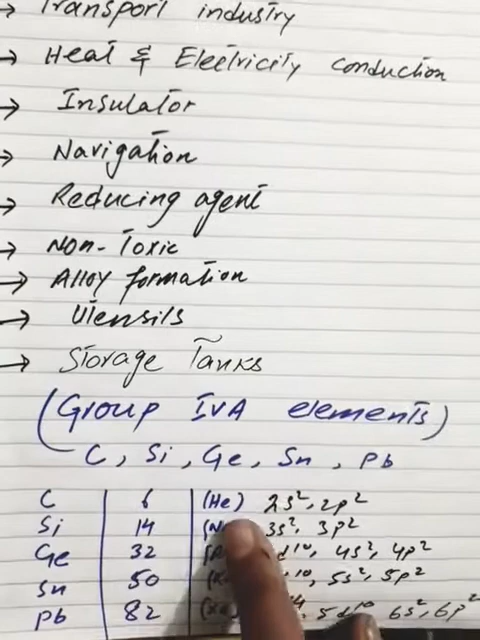 → Transport industry
→ Heat & Electricity conduction
→ Insulator
→ Navigation
→ Reducing agent
→ Non-Toxic
→ Alloy formation
→ Utensils
→ Storage Tanks
(Group IVA elements)
C, Si, Ge, Sn, Pb
C 6 (He) 2s², 2p²
Si 14 3s², 3p²
Ge 32 4s², 4p²
Sn 50 5s², 5p²
Pb 82 5d¹⁰ 6s², 6p²